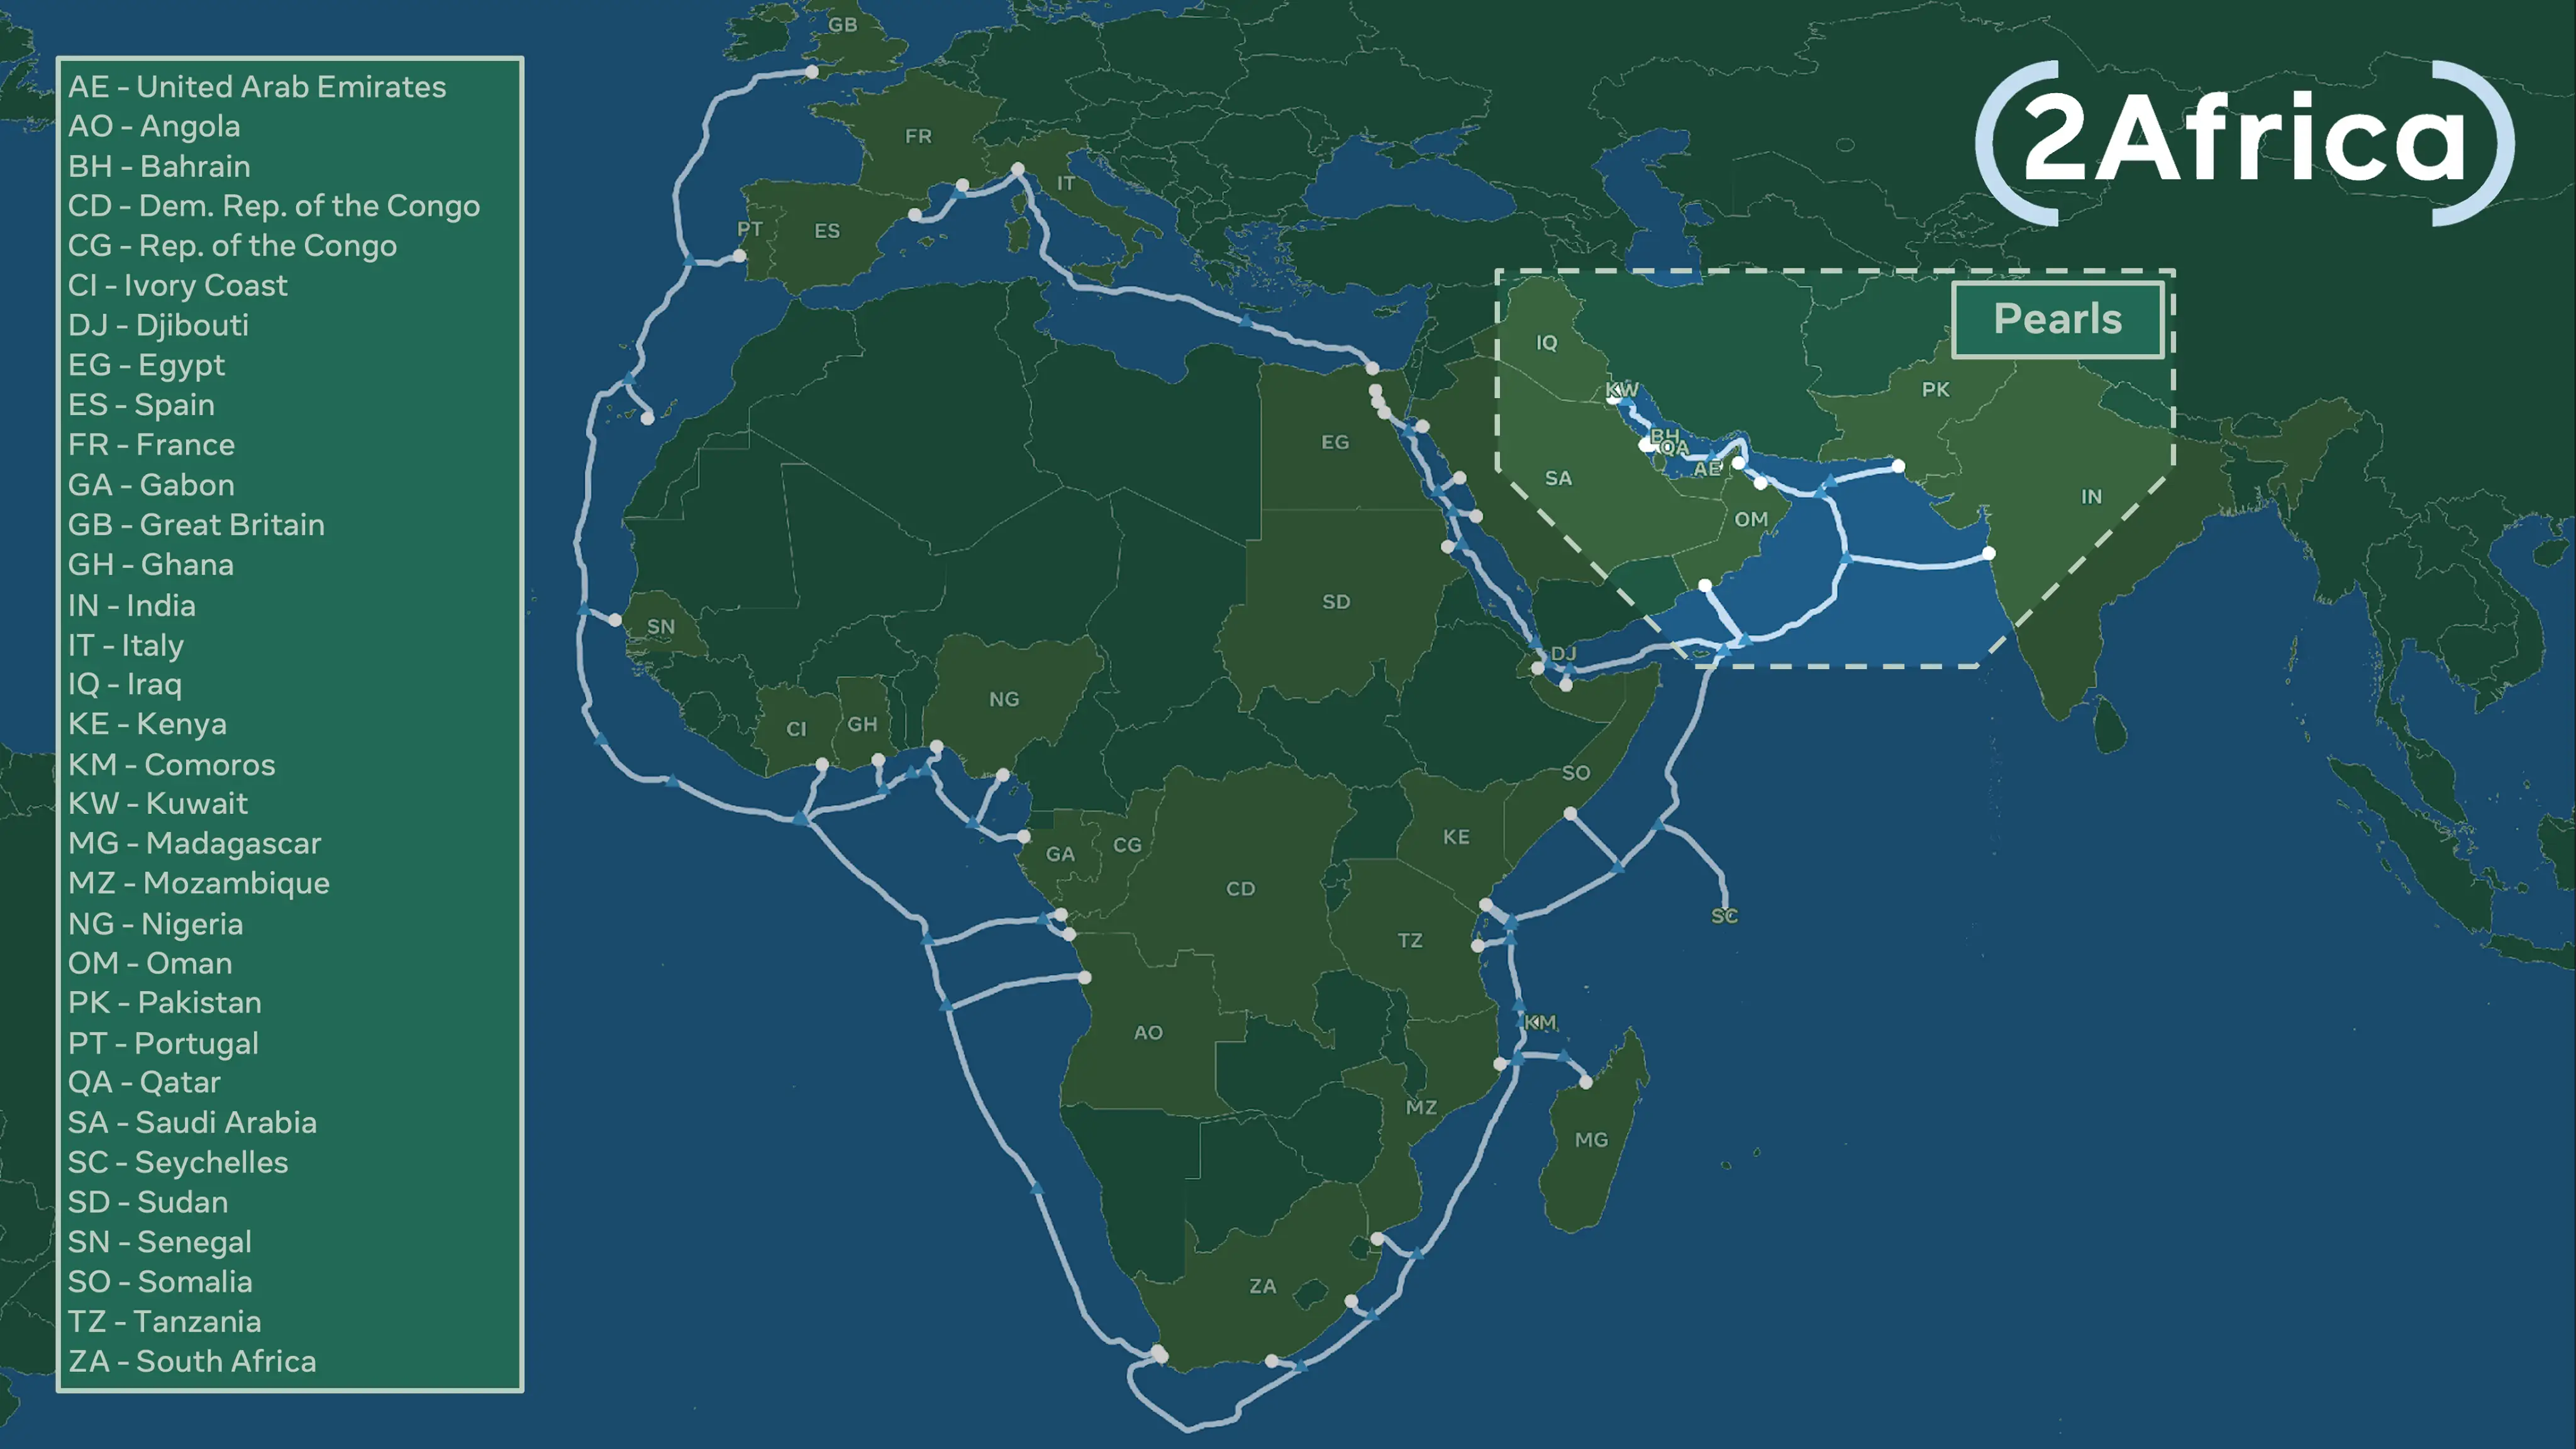 AE - United Arab Emirates
AO - Angola
BH - Bahrain
CD - Dem. Rep. of the Congo
CG - Rep. of the Congo
CI - Ivory Coast
DJ - Djibouti
EG - Egypt
ES - Spain
FR - France
GA - Gabon
GB - Great Britain
GH - Ghana
IN - India
IT - Italy
IQ - Iraq
KE - Kenya
KM - Comoros
KW - Kuwait
MG - Madagascar
MZ - Mozambique
NG - Nigeria
OM - Oman
PK - Pakistan
PT - Portugal
QA - Qatar
SA - Saudi Arabia
SC - Seychelles
SD - Sudan
SN - Senegal
SO - Somalia
TZ - Tanzania
ZA - South Africa
2Africa
Pearls
GB
FR
IT
PT
ES
IQ
KW
PK
BH
QA
AE
EG
SA
IN
OM
SD
SN
DJ
NG
CI
GH
SO
KE
CG
GA
CD
SC
TZ
KM
AO
MZ
MG
ZA